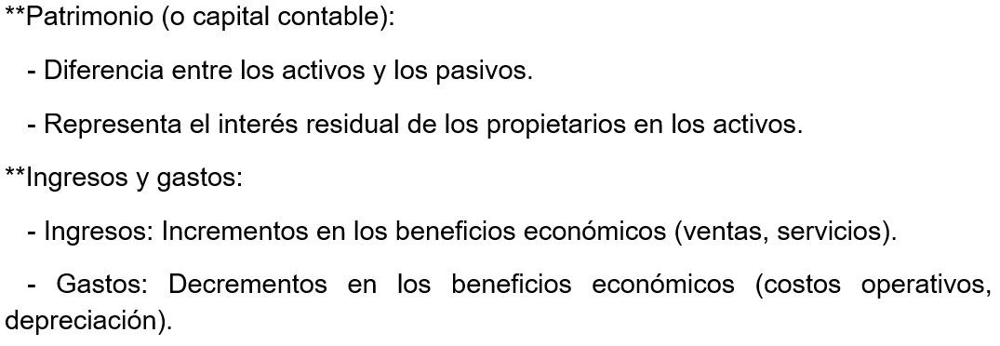 **Patrimonio (o capital contable):
- Diferencia entre los activos y los pasivos.
- Representa el interés residual de los propietarios en los activos.
**Ingresos y gastos:
- Ingresos: Incrementos en los beneficios económicos (ventas, servicios).
- Gastos: Decrementos en los beneficios económicos (costos operativos,
depreciación).